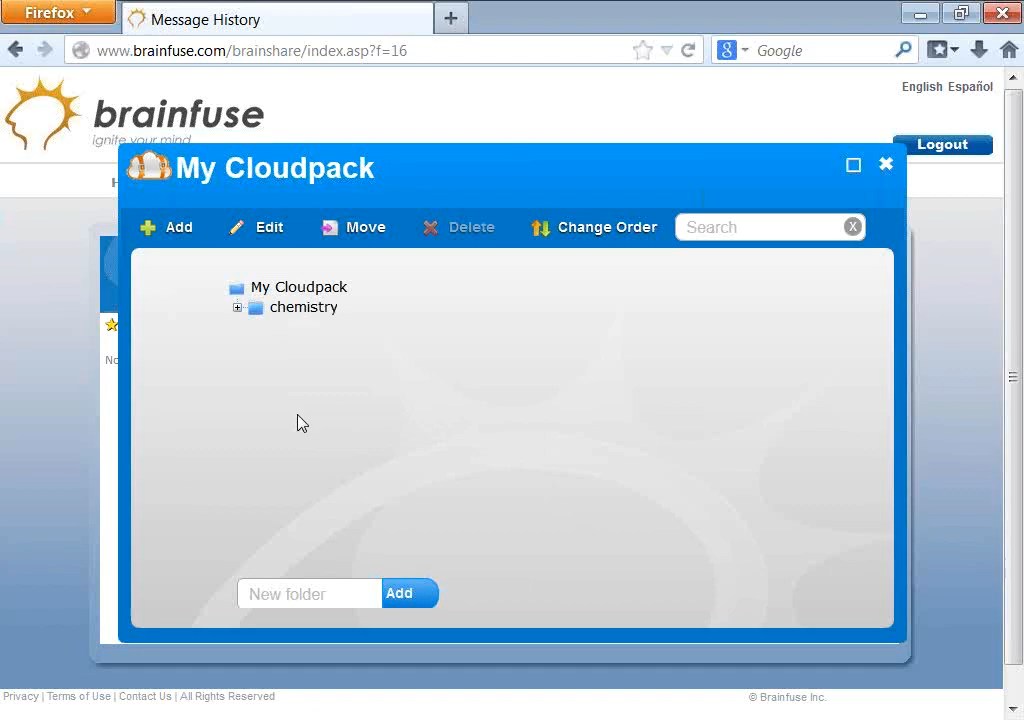 Firefox
Message History
www.brainfuse.com/brainshare/index.asp?f=16
Google
English Español
brainfuse
ignite your mind
Logout
My Cloudpack
Add Edit Move Delete Change Order Search X
My Cloudpack
chemistry
New folder Add
Privacy | Terms of Use | Contact Us | All Rights Reserved
© Brainfuse Inc.